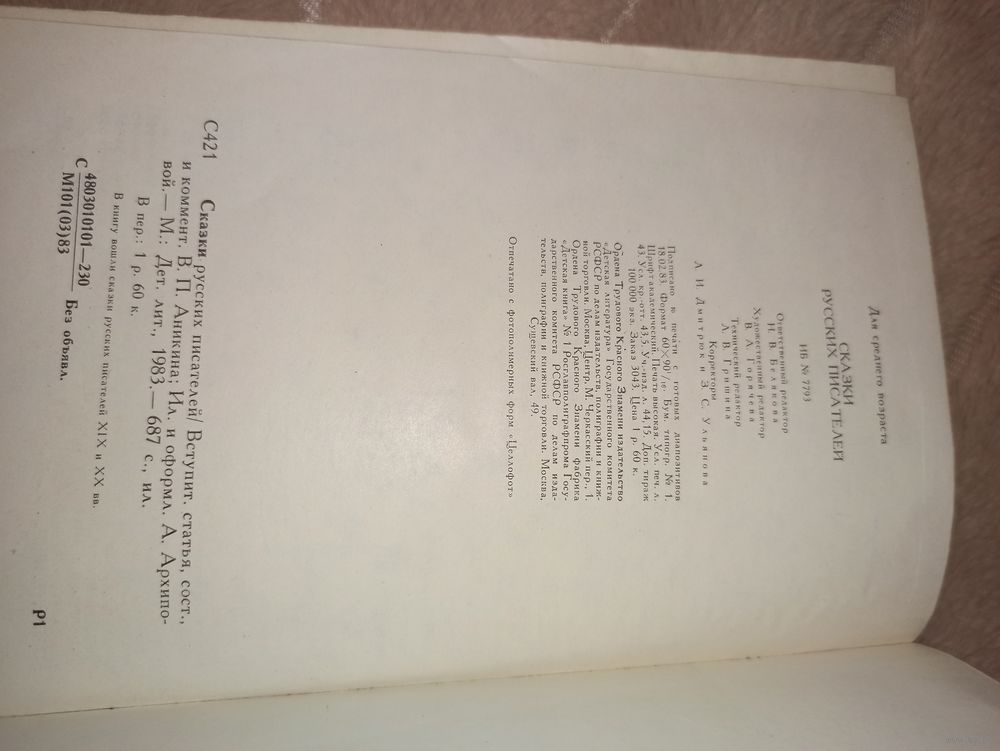 Для среднего возраста
СКАЗКИ
РУССКИХ ПИСАТЕЛЕЙ
ИБ № 7793
Ответственный редактор
Н. В. Белякова
Художественный редактор
В. А. Горячева
Технический редактор
Л. В. Гришина
Корректоры
Л. И. Дмитрюк и З. С. Ульянова
Подписано к печати с готовых диапозитивов
18.02.83. Формат 60×90¹/₁₆. Бум. типогр. № 1.
Шрифт академический. Печать высокая. Усл. печ. л.
43. Усл. кр.-отт. 43,5. Уч.-изд. л. 44,15. Доп. тираж
100 000 экз. Заказ 3043. Цена 1 р. 60 к.
Ордена Трудового Красного Знамени издательство
«Детская литература» Государственного комитета
РСФСР по делам издательств, полиграфии и книж-
ной торговли. Москва, Центр, М. Черкасский пер., 1.
Ордена Трудового Красного Знамени фабрика
«Детская книга» № 1 Росглавполиграфпрома Госу-
дарственного комитета РСФСР по делам изда-
тельств, полиграфии и книжной торговли. Москва,
Сущевский вал, 49.
Отпечатано с фотополимерных форм «Целлофот»
Сказки русских писателей/ Вступит. статья, сост.,
С421 и коммент. В. П. Аникина; Ил. и оформл. А. Архипо-
вой.— М.: Дет. лит., 1983.— 687 с., ил.
В пер.: 1 р. 60 к.
В книгу вошли сказки русских писателей XIX и XX вв.
С 4803010101—230
М101(03)83 Без объявл.
Р1